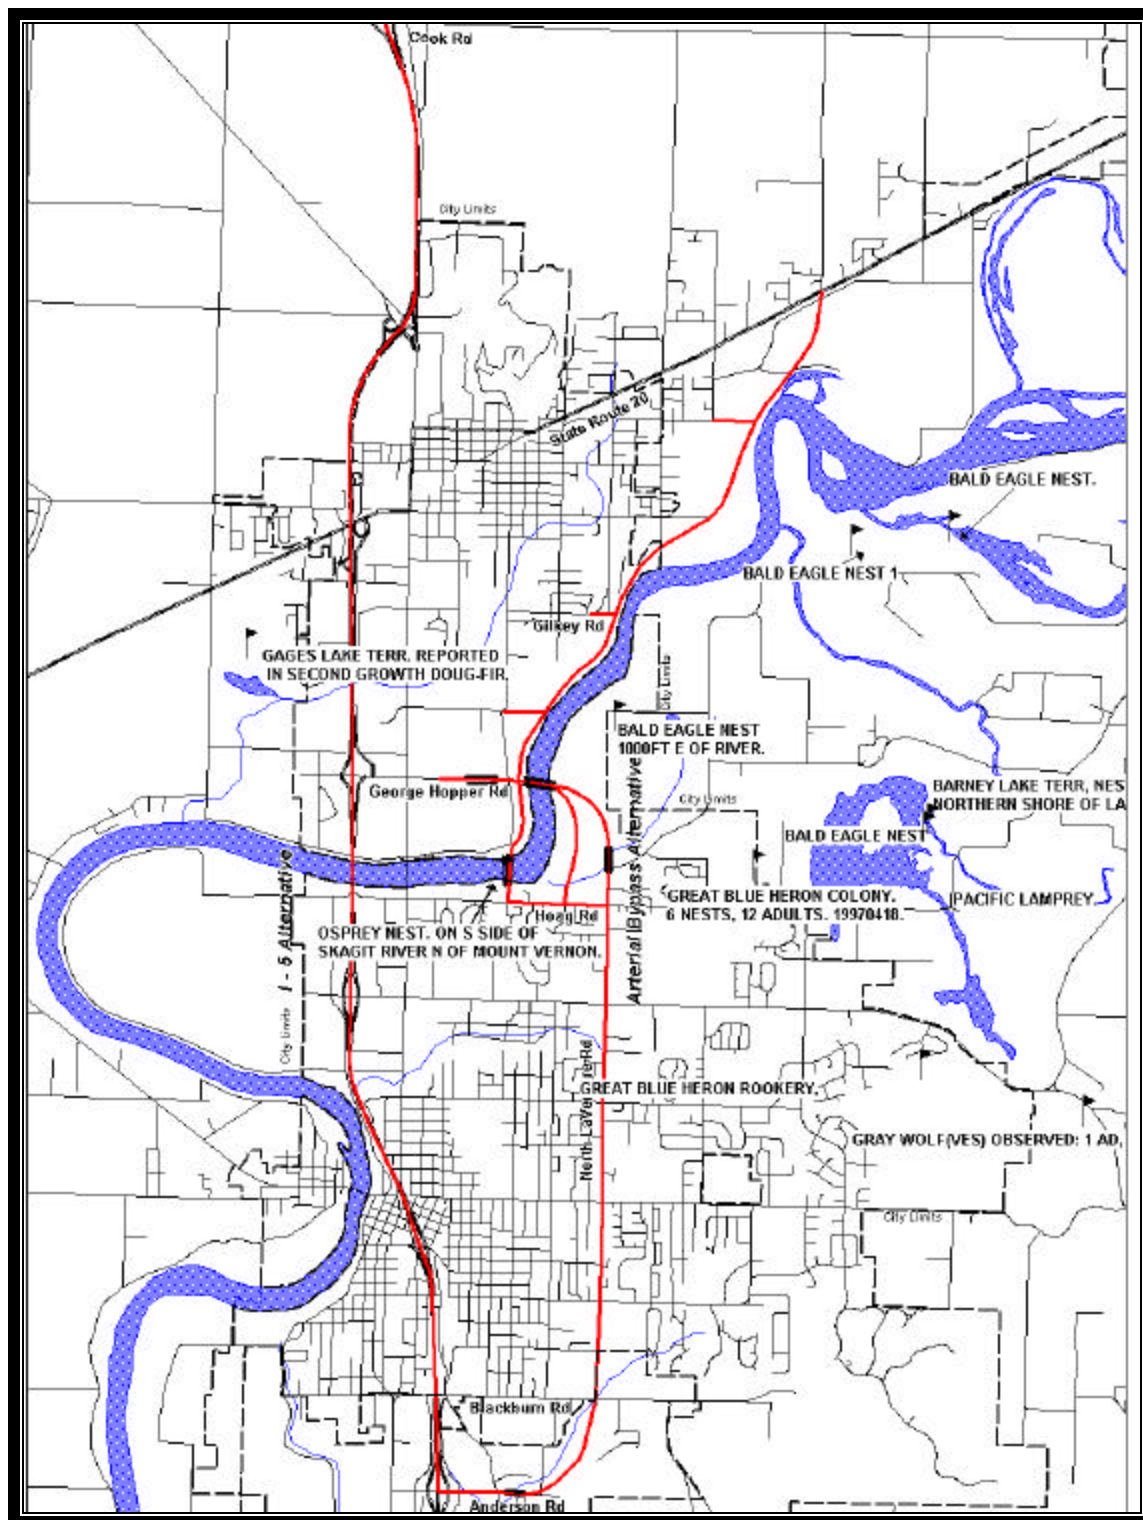 Cook Rd
City Limits
State Route 20
BALD EAGLE NEST.
BALD EAGLE NEST 1
Gilkey Rd
GAGES LAKE TERR. REPORTED
IN SECOND GROWTH DOUG-FIR.
City Limits
BALD EAGLE NEST
1000FT E OF RIVER.
George Hopper Rd
City Limits
BARNEY LAKE TERR, NES
NORTHERN SHORE OF LA
BALD EAGLE NEST
I - 5 Alternative
Arterial Bypass Alternative
GREAT BLUE HERON COLONY.
6 NESTS, 12 ADULTS. 19970418.
PACIFIC LAMPREY.
Hoag Rd
OSPREY NEST. ON S SIDE OF
SKAGIT RIVER N OF MOUNT VERNON.
City Limits
GREAT BLUE HERON ROOKERY.
GRAY WOLF(VES) OBSERVED: 1 AD,
City Limits
Blackburn Rd
Anderson Rd